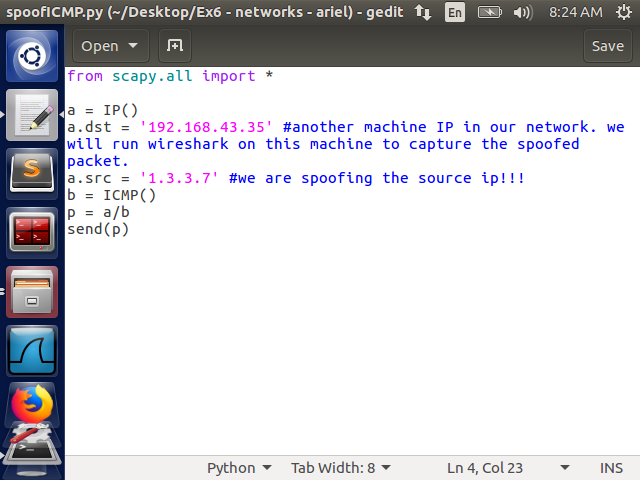 spoofICMP.py (~/Desktop/Ex6 - networks - ariel) - gedit En 8:24 AM
Open Save
from scapy.all import *
a = IP()
a.dst = '192.168.43.35' #another machine IP in our network. we
will run wireshark on this machine to capture the spoofed
packet.
a.src = '1.3.3.7' #we are spoofing the source ip!!!
b = ICMP()
p = a/b
send(p)
Python Tab Width: 8 Ln 4, Col 23 INS